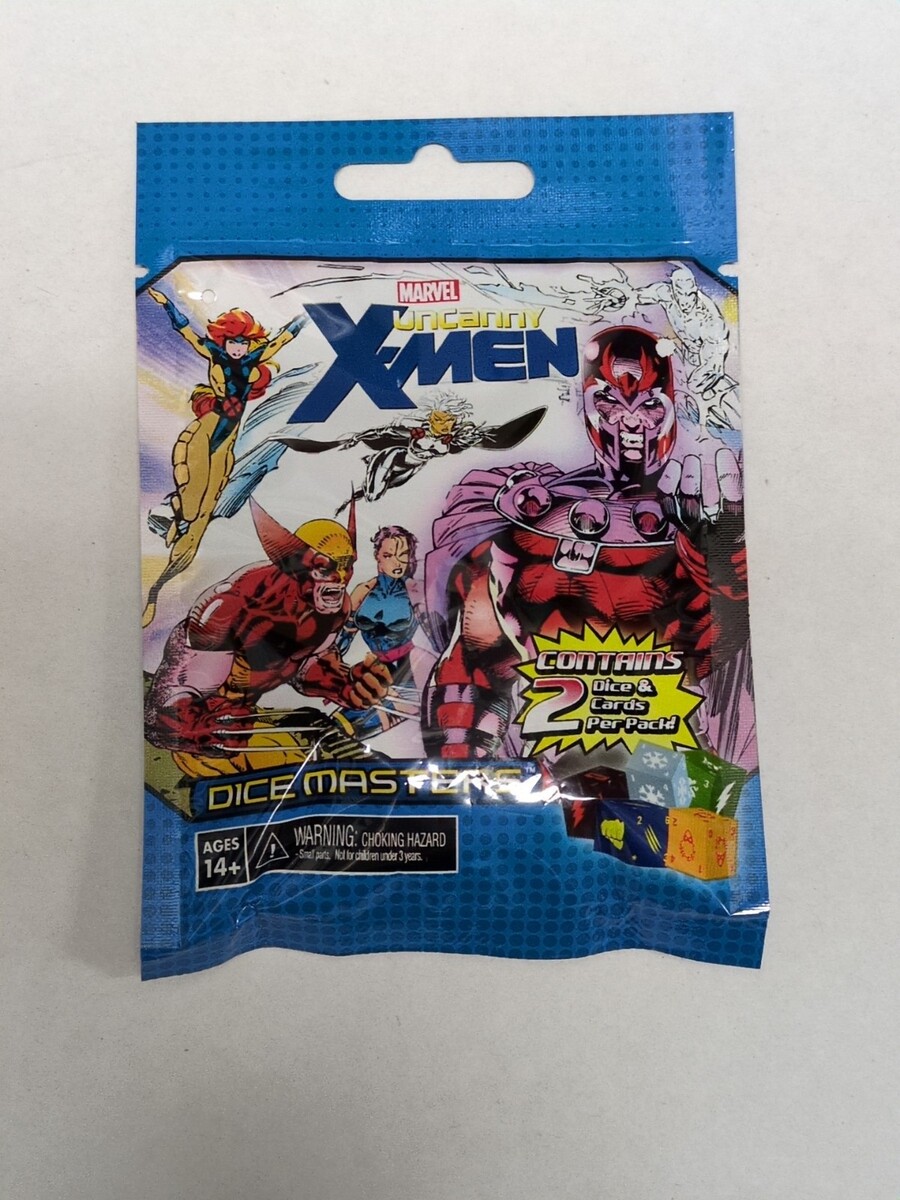 MARVEL
Uncanny
X-MEN
CONTAINS
2 Dice &
Cards
Per Pack!
DICE MASTERS™
AGES
14+
WARNING: CHOKING HAZARD
- Small parts. Not for children under 3 years.